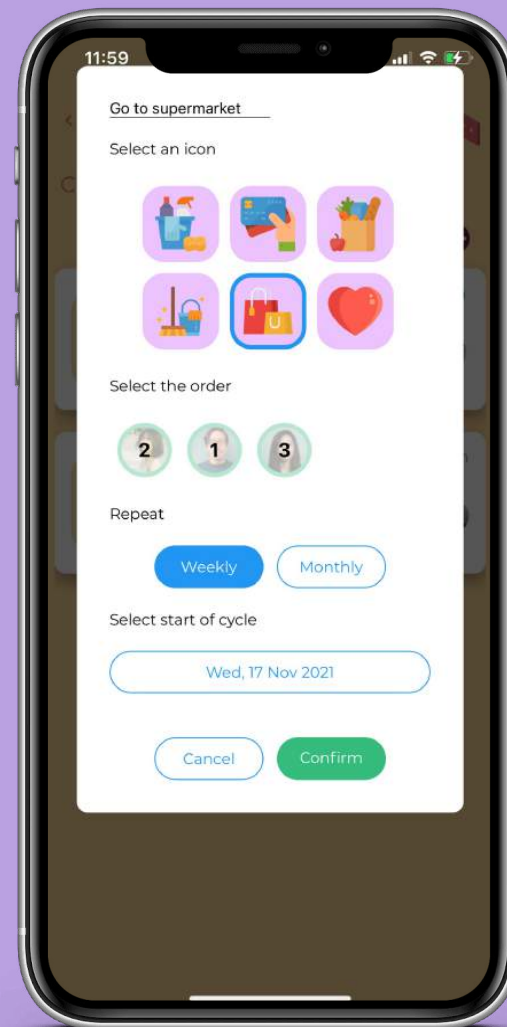 11:59
Go to supermarket
Select an icon
Select the order
2 1 3
Repeat
Weekly Monthly
Select start of cycle
Wed, 17 Nov 2021
Cancel Confirm